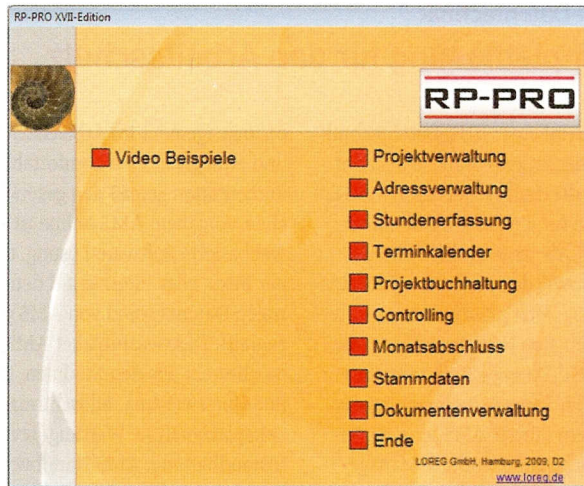 RP-PRO XVII-Edition
RP-PRO
Video Beispiele
Projektverwaltung
Adressverwaltung
Stundenerfassung
Terminkalender
Projektbuchhaltung
Controlling
Monatsabschluss
Stammdaten
Dokumentenverwaltung
Ende
LOREG GmbH, Hamburg, 2009, D2
www.loreg.de